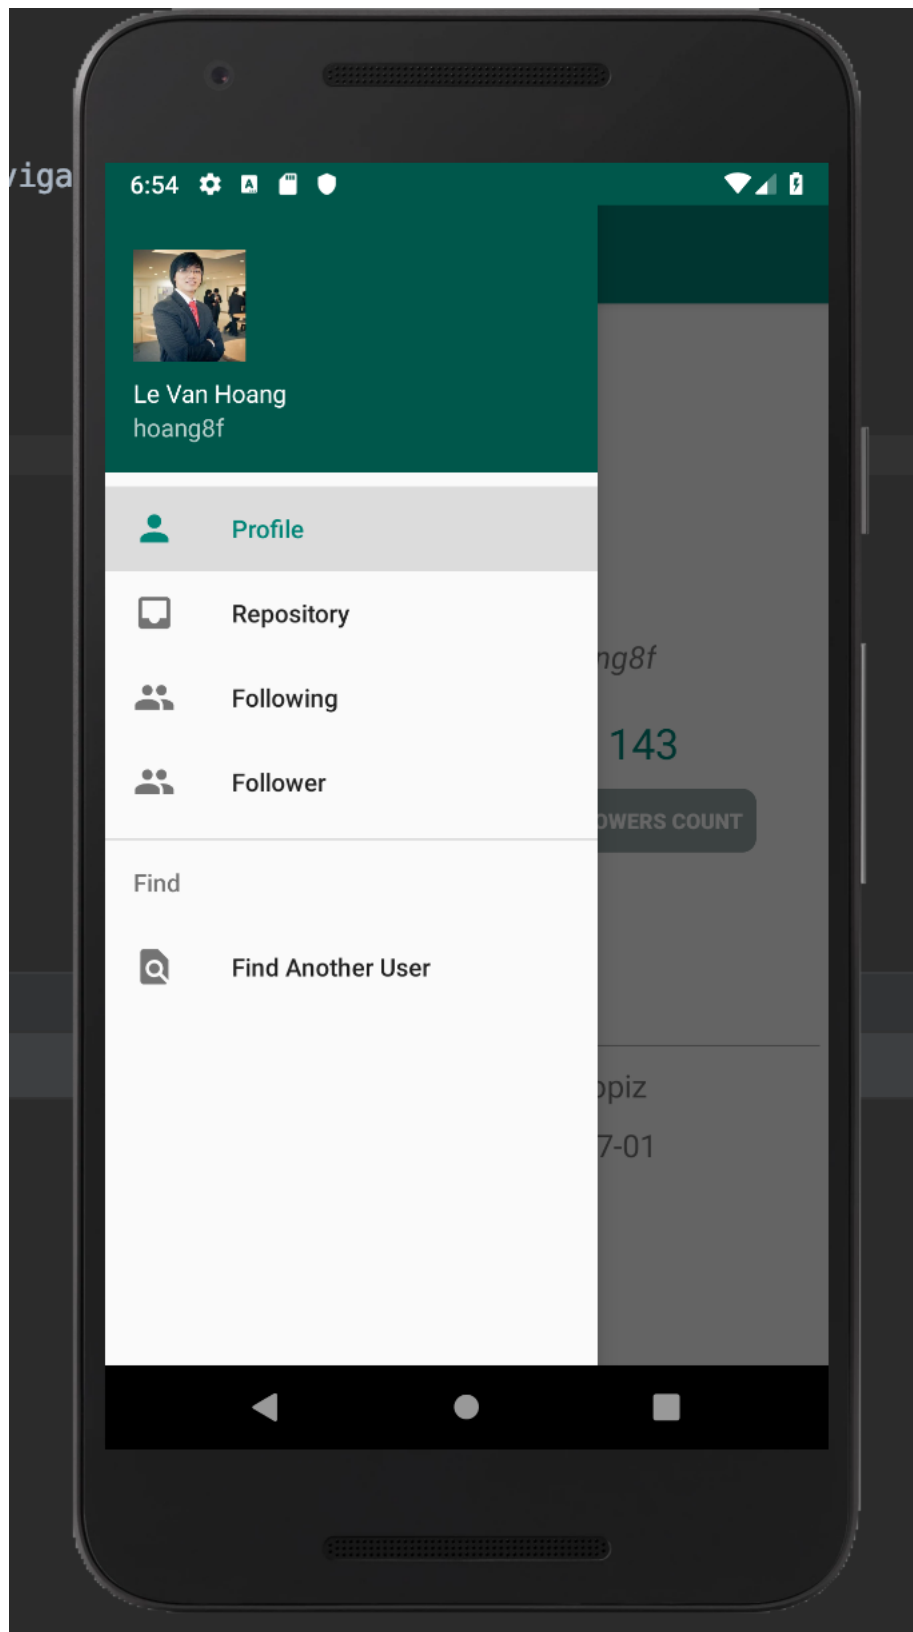 viga
6:54
Le Van Hoang
hoang8f
Profile
Repository
Following
Follower
Find
Find Another User
ng8f
143
OWERS COUNT
opiz
7-01